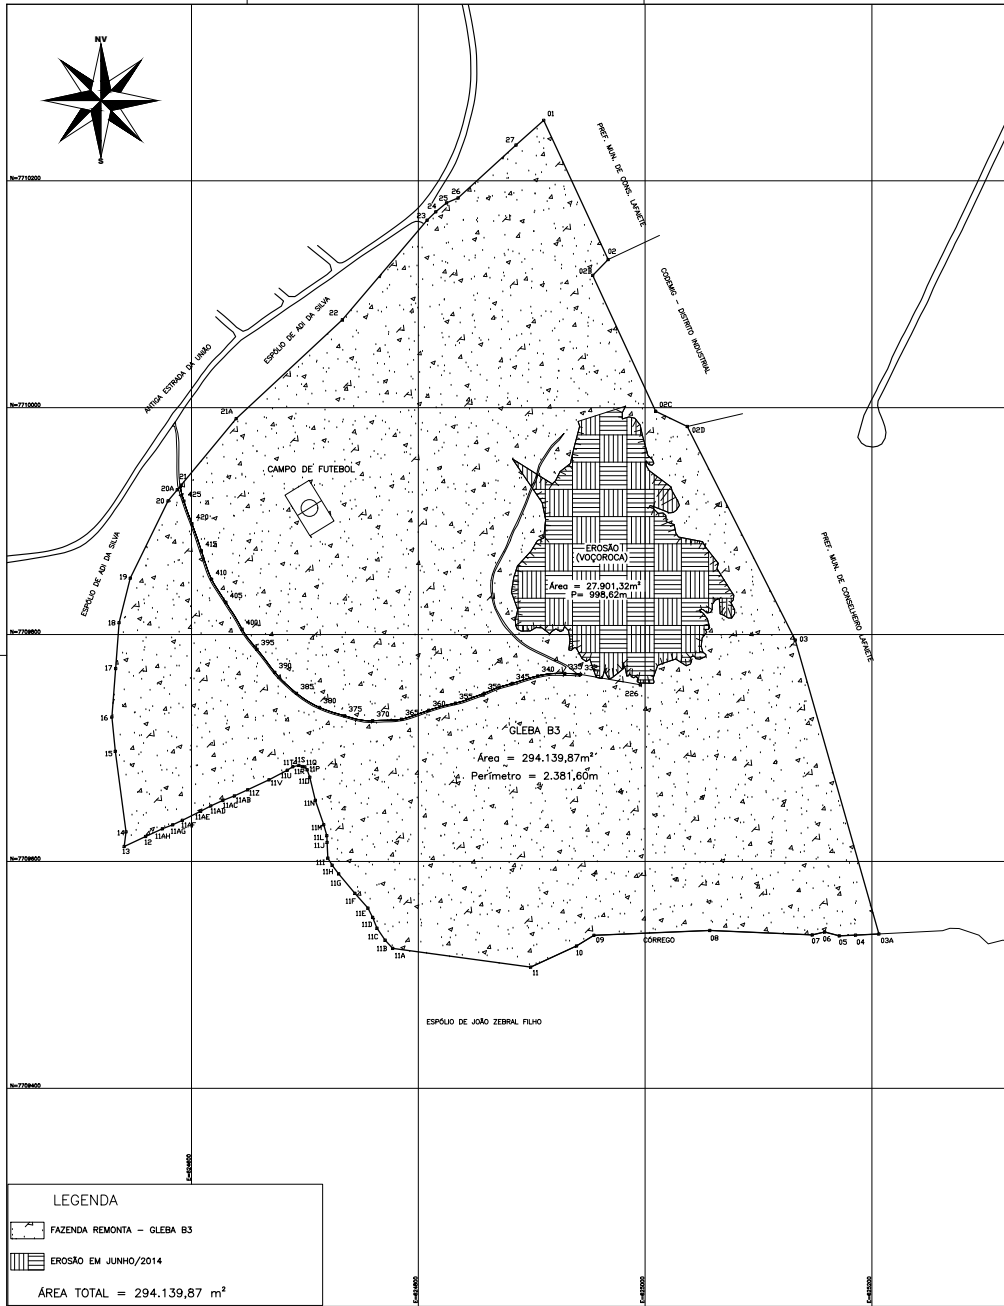 NV
S
01
27
PREF. MUN. DE CONS. LAFAIETE
N=7710200
26
25
24
23
02
02B
CODEMIG - DISTRITO INDUSTRIAL
22
ESPÓLIO DE ADI DA SILVA
ANTIGA ESTRADA DA UNIÃO
N=7710000
21A
02C
02D
CAMPO DE FUTEBOL
21
20A
20
425
420
415
410
405
400
395
390
385
380
375
370
365
360
355
350
345
340
335
226
EROSÃO
(VOÇOROCA)
Área = 27.901,32m²
P= 998,62m
ESPÓLIO DE ADI DA SILVA
PREF. MUN. DE CONSELHEIRO LAFAIETE
19
18
N=7709800
03
17
16
15
GLEBA B3
Área = 294.139,87m²
Perímetro = 2.381,60m
11S
11Q
11T
11R
11P
11U
11O
11V
11Z
11AB
11AC
11AD
11AE
11AF
11AG
11AH
12
13
14
11N
11M
11L
11J
11I
11H
11G
11F
11E
11D
11C
11B
11A
N=7709600
11
10
09
CÓRREGO
08
07
06
05
04
03A
ESPÓLIO DE JOÃO ZEBRAL FILHO
N=7709400
E=624600
E=624800
E=625000
E=625200
LEGENDA
FAZENDA REMONTA - GLEBA B3
EROSÃO EM JUNHO/2014
ÁREA TOTAL = 294.139,87 m²